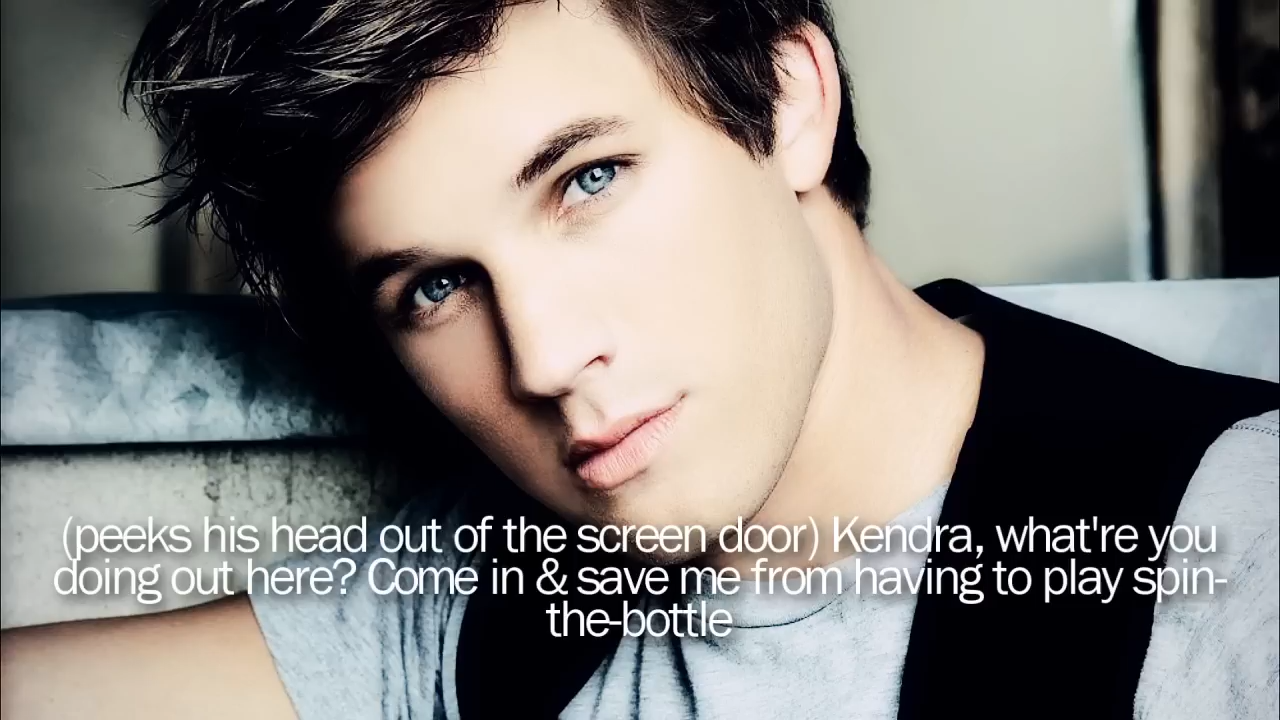 (peeks his head out of the screen door) Kendra, what're you
doing out here? Come in & save me from having to play spin-
the-bottle